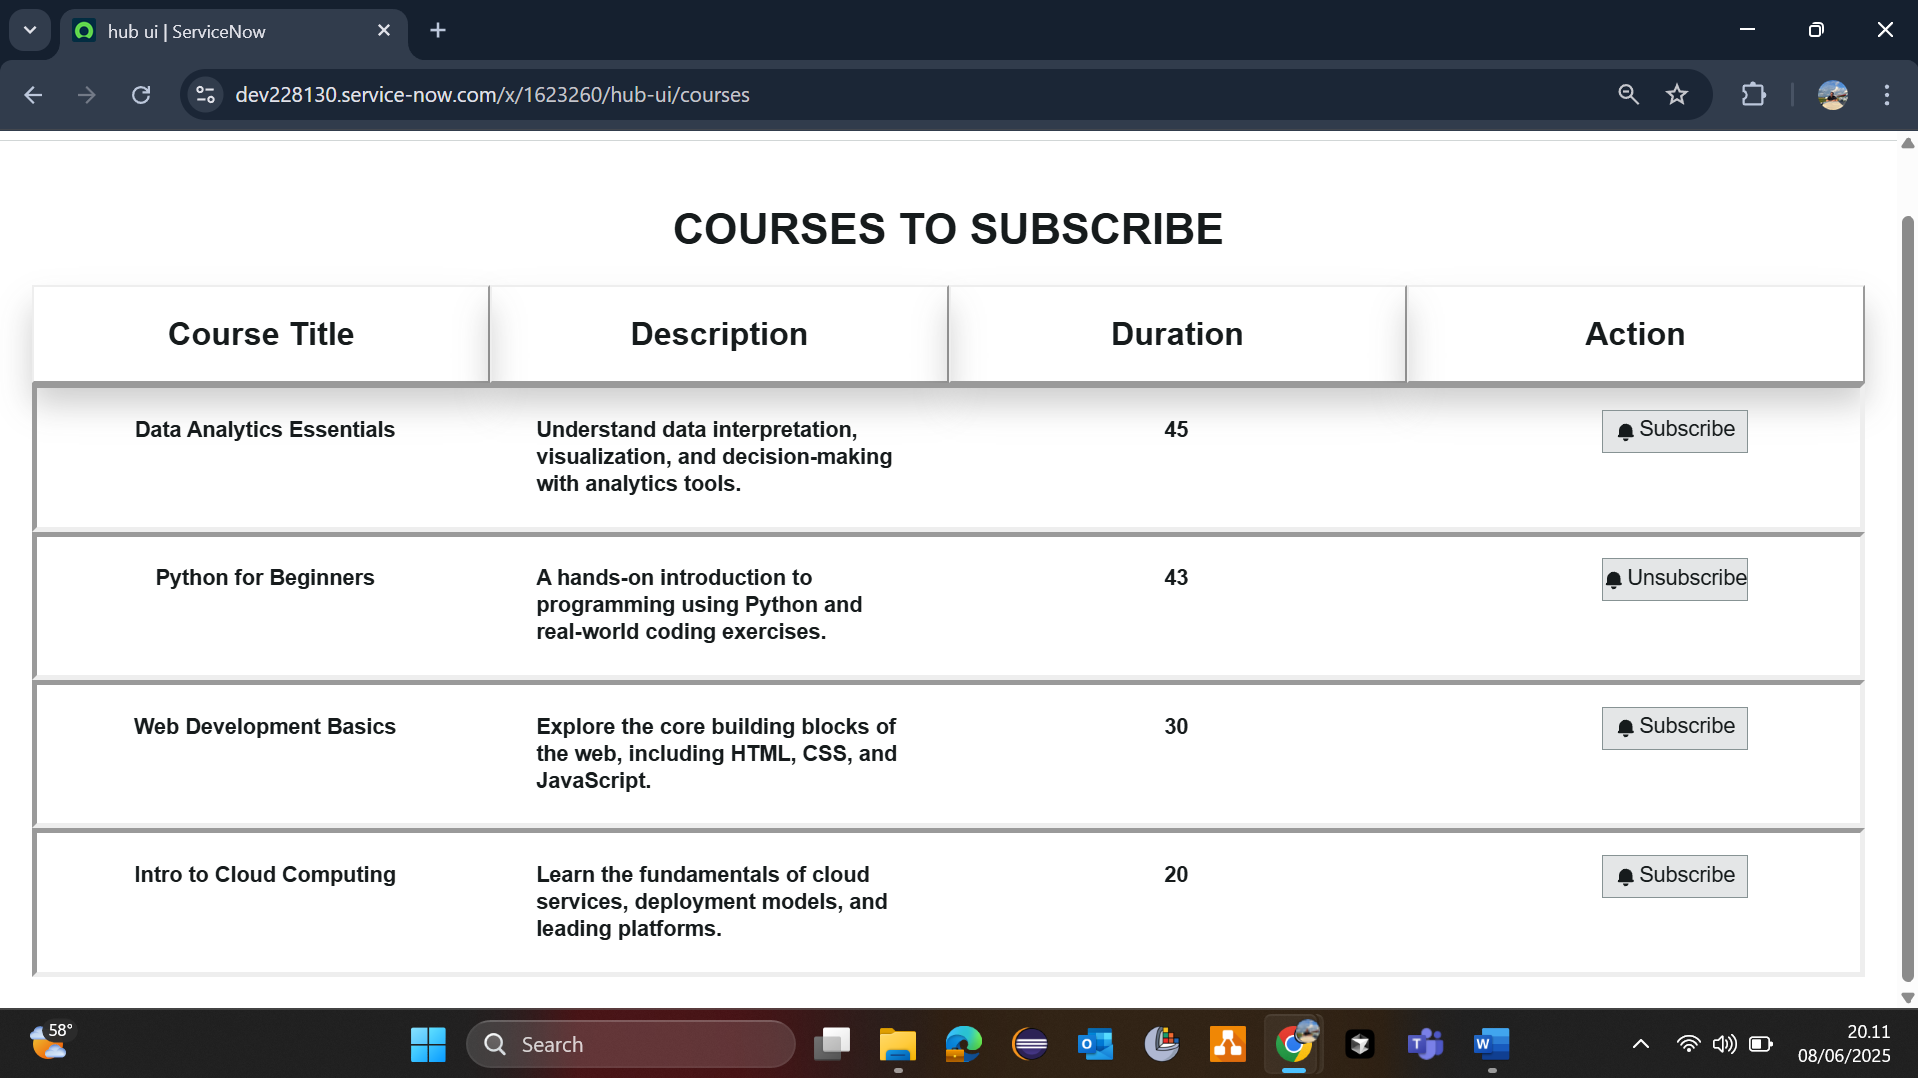 hub ui | ServiceNow
dev228130.service-now.com/x/1623260/hub-ui/courses
COURSES TO SUBSCRIBE
Course Title Description Duration Action
Data Analytics Essentials
Understand data interpretation,
visualization, and decision-making
with analytics tools.
45
Subscribe
Python for Beginners
A hands-on introduction to
programming using Python and
real-world coding exercises.
43
Unsubscribe
Web Development Basics
Explore the core building blocks of
the web, including HTML, CSS, and
JavaScript.
30
Subscribe
Intro to Cloud Computing
Learn the fundamentals of cloud
services, deployment models, and
leading platforms.
20
Subscribe
58°
Search
20.11
08/06/2025